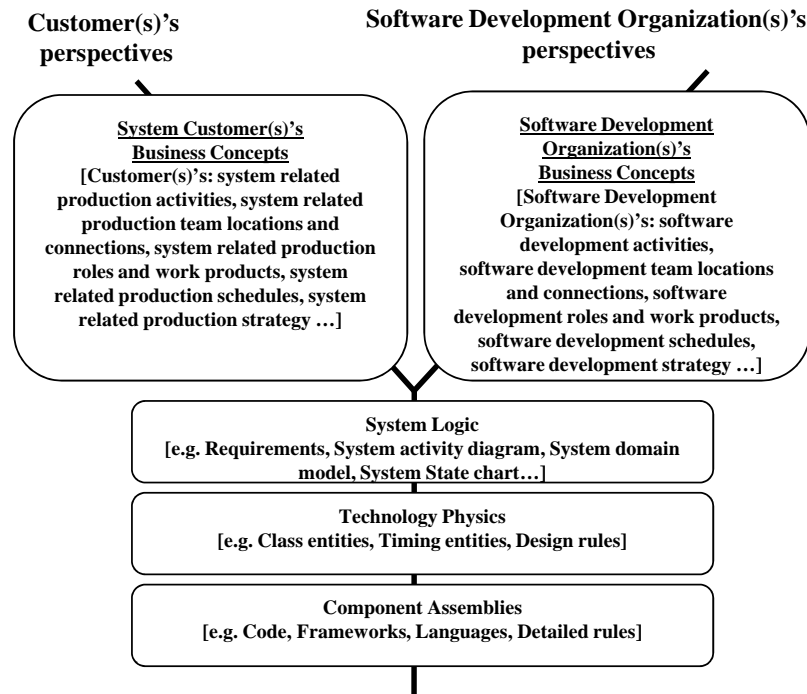 Customer(s)'s
perspectives
Software Development Organization(s)'s
perspectives
System Customer(s)'s
Business Concepts
[Customer(s)'s: system related
production activities, system related
production team locations and
connections, system related production
roles and work products, system
related production schedules, system
related production strategy …]
Software Development
Organization(s)'s
Business Concepts
[Software Development
Organization(s)'s: software
development activities,
software development team locations
and connections, software
development roles and work products,
software development schedules,
software development strategy …]
System Logic
[e.g. Requirements, System activity diagram, System domain
model, System State chart…]
Technology Physics
[e.g. Class entities, Timing entities, Design rules]
Component Assemblies
[e.g. Code, Frameworks, Languages, Detailed rules]